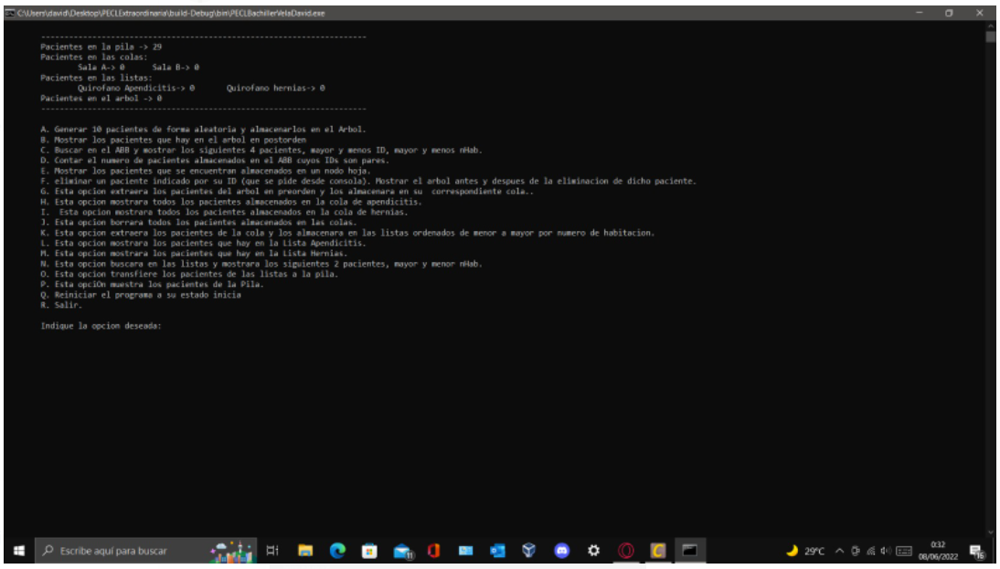 C:\Users\david\Desktop\PECLExtraordinaria\build-Debug\bin\PECLBachillerVelaDavid.exe
--------------------------------------------------------------------
Pacientes en la pila -> 29
Pacientes en las colas:
Sala A-> 0 Sala B-> 0
Pacientes en las listas:
Quirofano Apendicitis-> 0 Quirofano hernias-> 0
Pacientes en el arbol -> 0
--------------------------------------------------------------------
A. Generar 10 pacientes de forma aleatoria y almacenarlos en el Arbol.
B. Mostrar los pacientes que hay en el arbol en postorden
C. Buscar en el ABB y mostrar los siguientes 4 pacientes, mayor y menos ID, mayor y menos nHab.
D. Contar el numero de pacientes almacenados en el ABB cuyos IDs son pares.
E. Mostrar los pacientes que se encuentran almacenados en un nodo hoja.
F. eliminar un paciente indicado por su ID (que se pide desde consola). Mostrar el arbol antes y despues de la eliminacion de dicho paciente.
G. Esta opcion extraera los pacientes del arbol en preorden y los almacenara en su correspondiente cola..
H. Esta opcion mostrara todos los pacientes almacenados en la cola de apendicitis.
I. Esta opcion mostrara todos los pacientes almacenados en la cola de hernias.
J. Esta opcion borrara todos los pacientes almacenados en las colas.
K. Esta opcion extraera los pacientes de la cola y los almacenara en las listas ordenados de menor a mayor por numero de habitacion.
L. Esta opcion mostrara los pacientes que hay en la Lista Apendicitis.
M. Esta opcion mostrara los pacientes que hay en la Lista Hernias.
N. Esta opcion buscara en las listas y mostrara los siguientes 2 pacientes, mayor y menor nHab.
O. Esta opcion transfiere los pacientes de las listas a la pila.
P. Esta opciOn muestra los pacientes de la Pila.
Q. Reiniciar el programa a su estado inicia
R. Salir.
Indique la opcion deseada:
Escribe aquí para buscar
29°C
0:32
08/06/2022
11
16